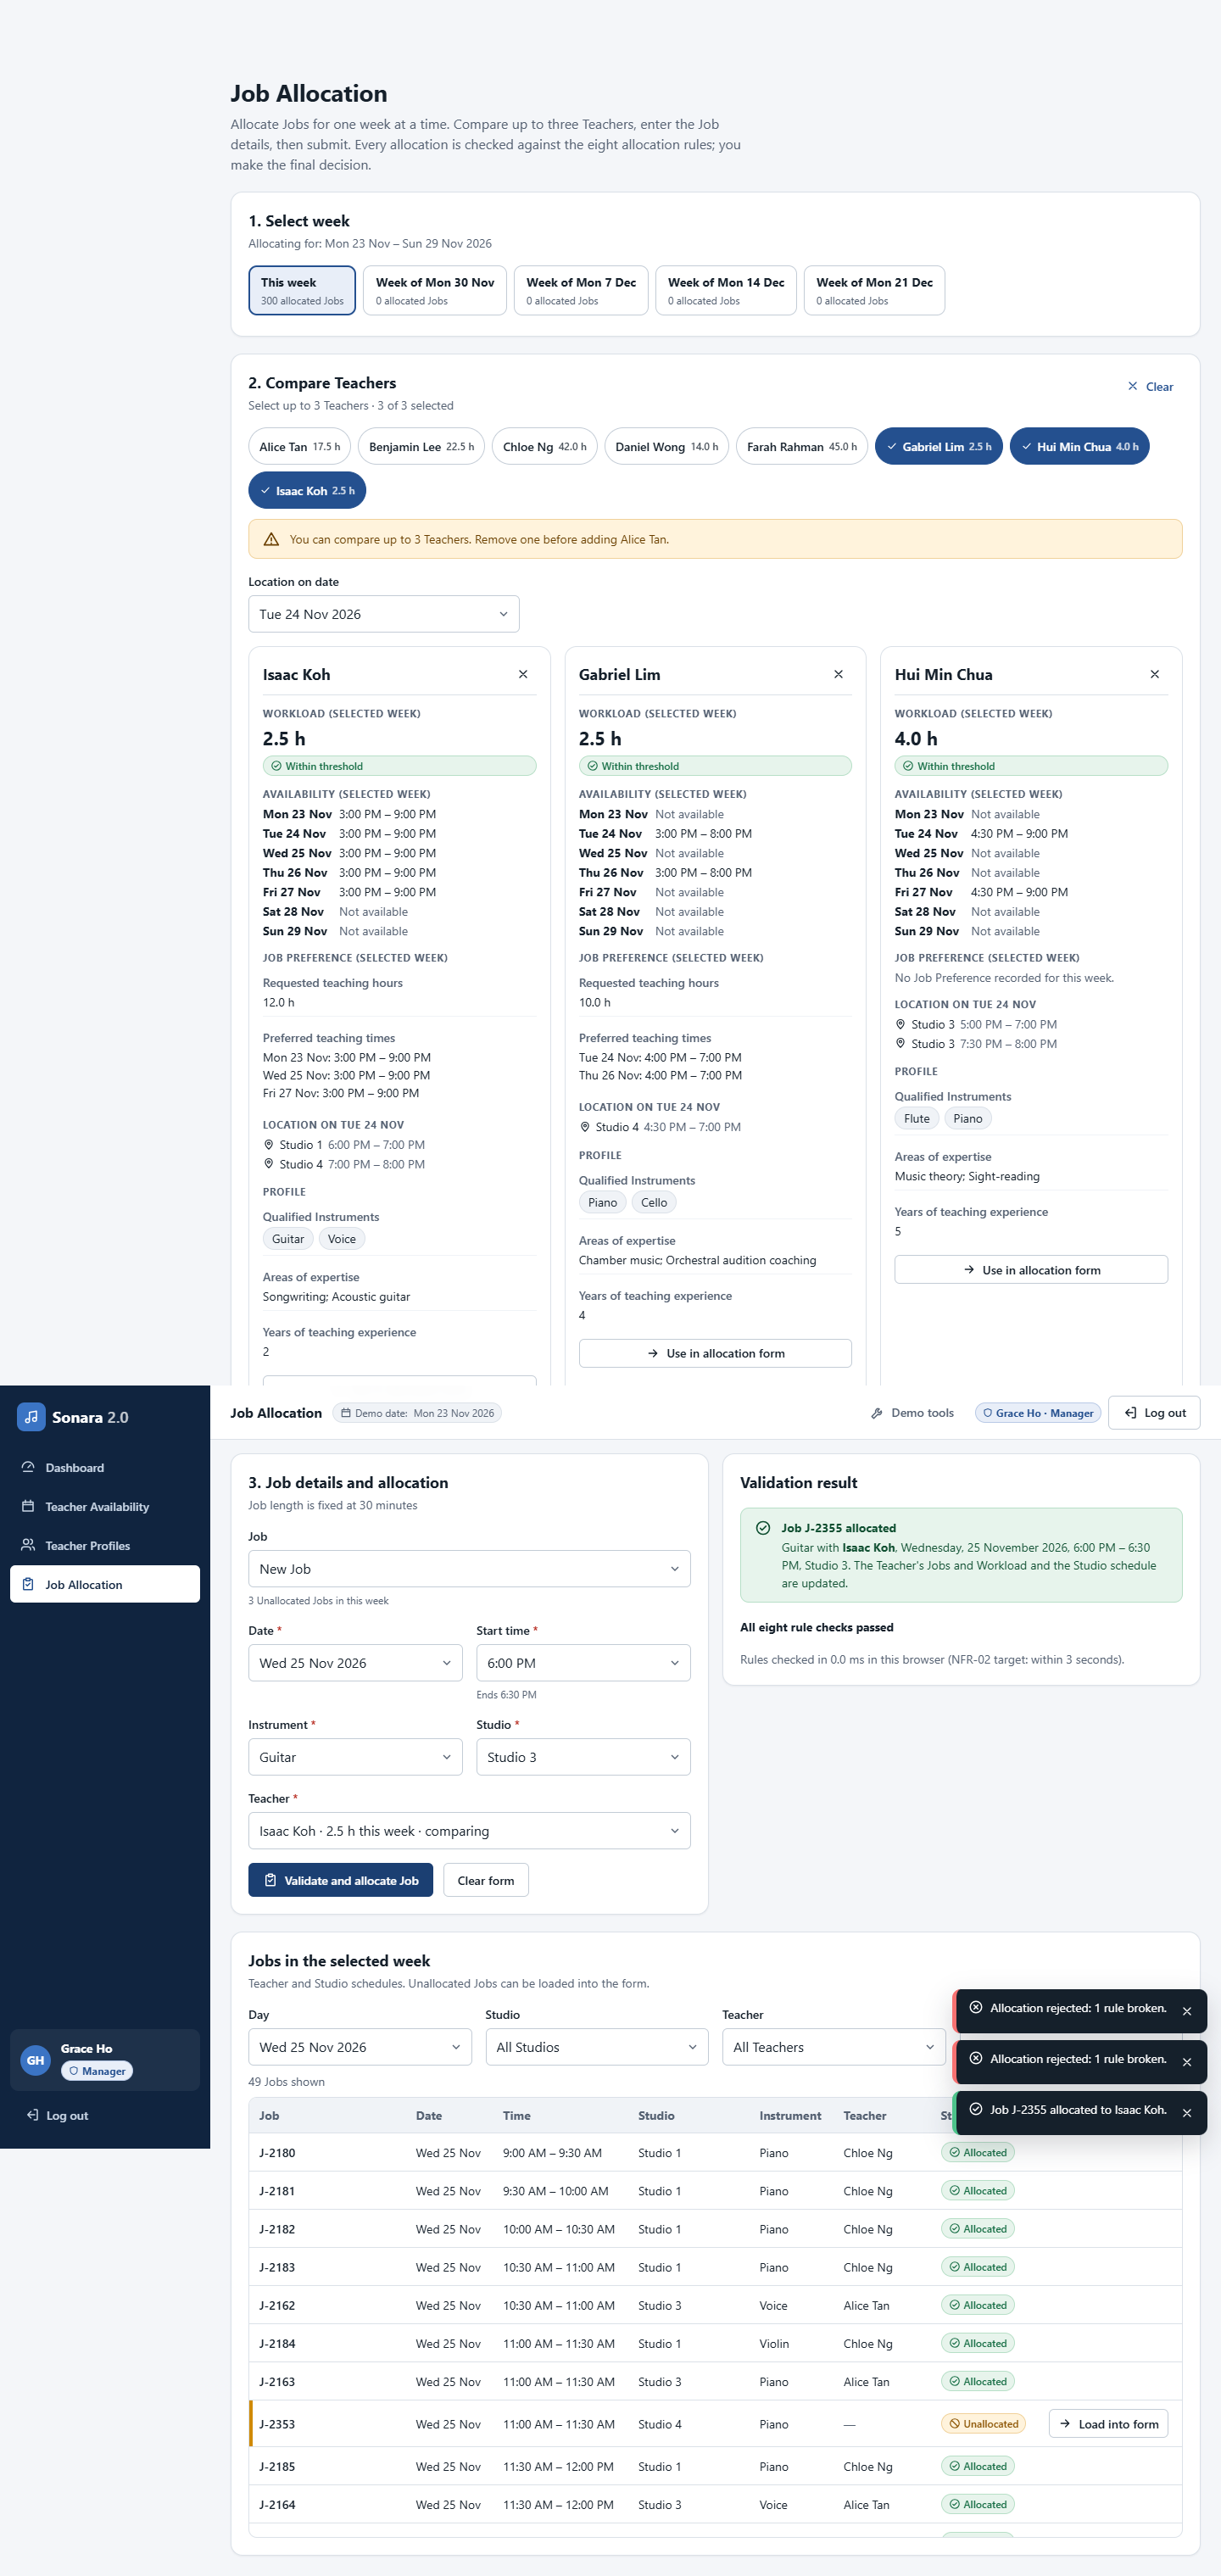 Job Allocation
Allocate Jobs for one week at a time. Compare up to three Teachers, enter the Job
details, then submit. Every allocation is checked against the eight allocation rules; you
make the final decision.
1. Select week
Allocating for: Mon 23 Nov – Sun 29 Nov 2026
This week
300 allocated Jobs
Week of Mon 30 Nov
0 allocated Jobs
Week of Mon 7 Dec
0 allocated Jobs
Week of Mon 14 Dec
0 allocated Jobs
Week of Mon 21 Dec
0 allocated Jobs
2. Compare Teachers
Clear
Select up to 3 Teachers · 3 of 3 selected
Alice Tan 17.5 h
Benjamin Lee 22.5 h
Chloe Ng 42.0 h
Daniel Wong 14.0 h
Farah Rahman 45.0 h
Gabriel Lim 2.5 h
Hui Min Chua 4.0 h
Isaac Koh 2.5 h
You can compare up to 3 Teachers. Remove one before adding Alice Tan.
Location on date
Tue 24 Nov 2026
Isaac Koh
WORKLOAD (SELECTED WEEK)
2.5 h
Within threshold
AVAILABILITY (SELECTED WEEK)
Mon 23 Nov 3:00 PM – 9:00 PM
Tue 24 Nov 3:00 PM – 9:00 PM
Wed 25 Nov 3:00 PM – 9:00 PM
Thu 26 Nov 3:00 PM – 9:00 PM
Fri 27 Nov 3:00 PM – 9:00 PM
Sat 28 Nov Not available
Sun 29 Nov Not available
JOB PREFERENCE (SELECTED WEEK)
Requested teaching hours
12.0 h
Preferred teaching times
Mon 23 Nov: 3:00 PM – 9:00 PM
Wed 25 Nov: 3:00 PM – 9:00 PM
Fri 27 Nov: 3:00 PM – 9:00 PM
LOCATION ON TUE 24 NOV
Studio 1 6:00 PM – 7:00 PM
Studio 4 7:00 PM – 8:00 PM
PROFILE
Qualified Instruments
Guitar
Voice
Areas of expertise
Songwriting; Acoustic guitar
Years of teaching experience
2
Gabriel Lim
WORKLOAD (SELECTED WEEK)
2.5 h
Within threshold
AVAILABILITY (SELECTED WEEK)
Mon 23 Nov Not available
Tue 24 Nov 3:00 PM – 8:00 PM
Wed 25 Nov Not available
Thu 26 Nov 3:00 PM – 8:00 PM
Fri 27 Nov Not available
Sat 28 Nov Not available
Sun 29 Nov Not available
JOB PREFERENCE (SELECTED WEEK)
Requested teaching hours
10.0 h
Preferred teaching times
Tue 24 Nov: 4:00 PM – 7:00 PM
Thu 26 Nov: 4:00 PM – 7:00 PM
LOCATION ON TUE 24 NOV
Studio 4 4:30 PM – 7:00 PM
PROFILE
Qualified Instruments
Piano
Cello
Areas of expertise
Chamber music; Orchestral audition coaching
Years of teaching experience
4
Use in allocation form
Hui Min Chua
WORKLOAD (SELECTED WEEK)
4.0 h
Within threshold
AVAILABILITY (SELECTED WEEK)
Mon 23 Nov Not available
Tue 24 Nov 4:30 PM – 9:00 PM
Wed 25 Nov Not available
Thu 26 Nov Not available
Fri 27 Nov 4:30 PM – 9:00 PM
Sat 28 Nov Not available
Sun 29 Nov Not available
JOB PREFERENCE (SELECTED WEEK)
No Job Preference recorded for this week.
LOCATION ON TUE 24 NOV
Studio 3 5:00 PM – 7:00 PM
Studio 3 7:30 PM – 8:00 PM
PROFILE
Qualified Instruments
Flute
Piano
Areas of expertise
Music theory; Sight-reading
Years of teaching experience
5
Use in allocation form
Sonara 2.0
Dashboard
Teacher Availability
Teacher Profiles
Job Allocation
Grace Ho
GH
Manager
Log out
Job Allocation
Demo date: Mon 23 Nov 2026
Demo tools
Grace Ho · Manager
Log out
3. Job details and allocation
Job length is fixed at 30 minutes
Job
New Job
3 Unallocated Jobs in this week
Date *
Wed 25 Nov 2026
Start time *
6:00 PM
Ends 6:30 PM
Instrument *
Guitar
Studio *
Studio 3
Teacher *
Isaac Koh · 2.5 h this week · comparing
Validate and allocate Job
Clear form
Validation result
Job J-2355 allocated
Guitar with Isaac Koh, Wednesday, 25 November 2026, 6:00 PM – 6:30
PM, Studio 3. The Teacher's Jobs and Workload and the Studio schedule
are updated.
All eight rule checks passed
Rules checked in 0.0 ms in this browser (NFR-02 target: within 3 seconds).
Jobs in the selected week
Teacher and Studio schedules. Unallocated Jobs can be loaded into the form.
Day
Wed 25 Nov 2026
Studio
All Studios
Teacher
All Teachers
49 Jobs shown
Allocation rejected: 1 rule broken.
Allocation rejected: 1 rule broken.
Job J-2355 allocated to Isaac Koh.
Job Date Time Studio Instrument Teacher St
J-2180 Wed 25 Nov 9:00 AM – 9:30 AM Studio 1 Piano Chloe Ng Allocated
J-2181 Wed 25 Nov 9:30 AM – 10:00 AM Studio 1 Piano Chloe Ng Allocated
J-2182 Wed 25 Nov 10:00 AM – 10:30 AM Studio 1 Piano Chloe Ng Allocated
J-2183 Wed 25 Nov 10:30 AM – 11:00 AM Studio 1 Piano Chloe Ng Allocated
J-2162 Wed 25 Nov 10:30 AM – 11:00 AM Studio 3 Voice Alice Tan Allocated
J-2184 Wed 25 Nov 11:00 AM – 11:30 AM Studio 1 Violin Chloe Ng Allocated
J-2163 Wed 25 Nov 11:00 AM – 11:30 AM Studio 3 Piano Alice Tan Allocated
J-2353 Wed 25 Nov 11:00 AM – 11:30 AM Studio 4 Piano — Unallocated Load into form
J-2185 Wed 25 Nov 11:30 AM – 12:00 PM Studio 1 Piano Chloe Ng Allocated
J-2164 Wed 25 Nov 11:30 AM – 12:00 PM Studio 3 Voice Alice Tan Allocated